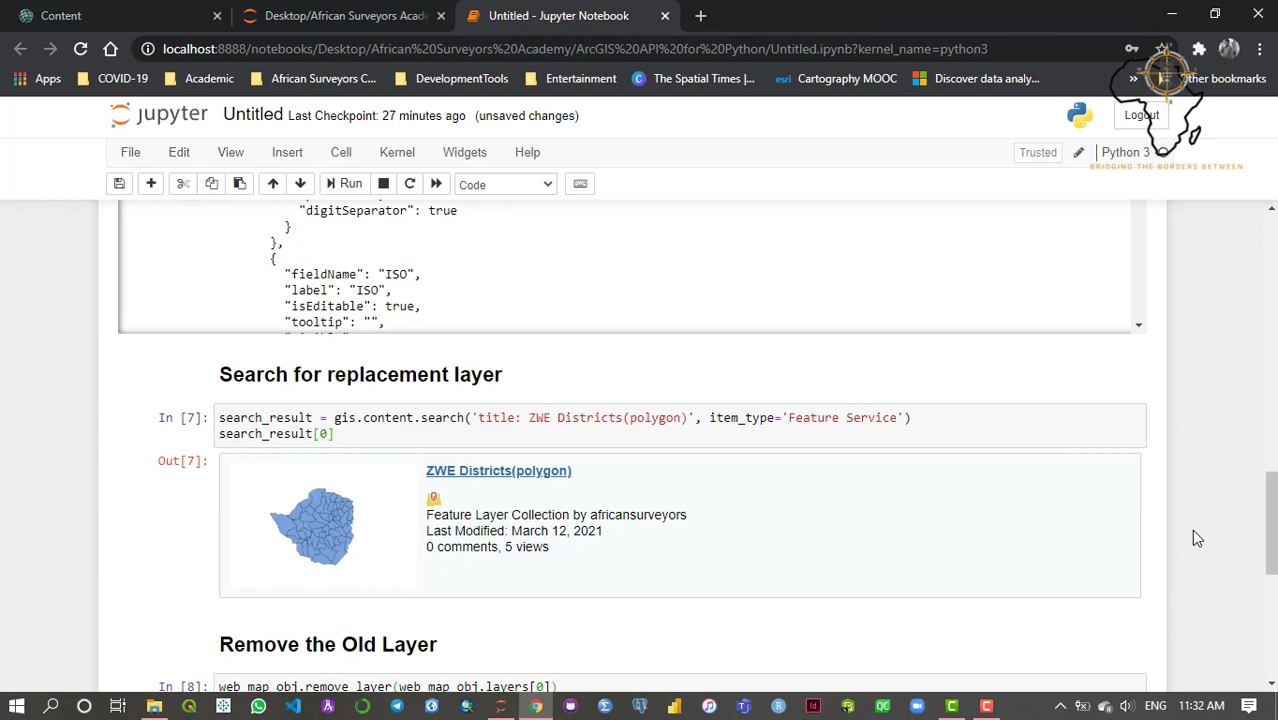 Content
Desktop/African Surveyors Acade
Untitled - Jupyter Notebook
localhost:8888/notebooks/Desktop/African%20Surveyors%20Academy/ArcGIS%20API%20for%20Python/Untitled.ipynb?kernel_name=python3
Apps COVID-19 Academic African Surveyors C... DevelopmentTools Entertainment The Spatial Times |... esri Cartography MOOC Discover data analy... » Other bookmarks
jupyter Untitled Last Checkpoint: 27 minutes ago (unsaved changes) Logout
BRIDGING THE BORDERS BETWEEN
File Edit View Insert Cell Kernel Widgets Help Trusted Python 3
Run Code
"digitSeparator": true
}
},
{
"fieldName": "ISO",
"label": "ISO",
"isEditable": true,
"tooltip": "",
Search for replacement layer
In [7]: search_result = gis.content.search('title: ZWE Districts(polygon)', item_type='Feature Service')
search_result[0]
Out[7]: ZWE Districts(polygon)
Feature Layer Collection by africansurveyors
Last Modified: March 12, 2021
0 comments, 5 views
Remove the Old Layer
In [8]: web_map_obj.remove_layer(web_map_obj.layers[0])
ENG 11:32 AM